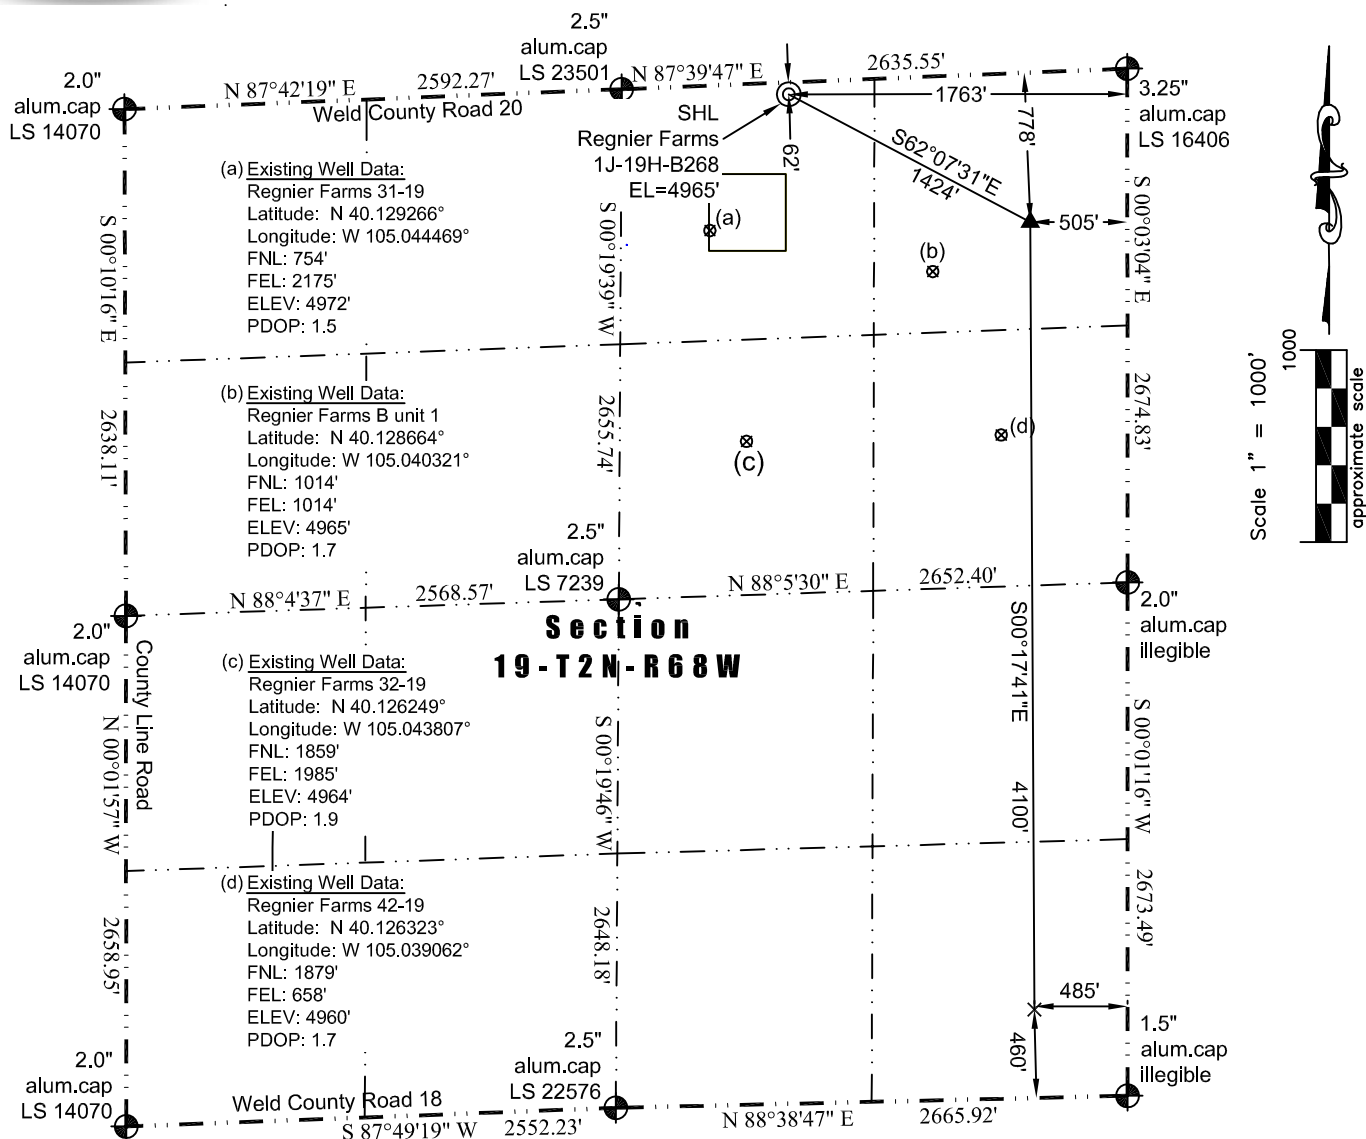 2.5"
alum.cap
LS 23501
2.0"
alum.cap
LS 14070
N 87°42'19" E
2592.27'
N 87°39'47" E
2635.55'
Weld County Road 20
3.25"
alum.cap
LS 16406
SHL
Regnier Farms
1J-19H-B268
EL=4965'
1763'
62'
778'
S62°07'31"E
1424'
505'
(a) Existing Well Data:
Regnier Farms 31-19
Latitude: N 40.129266°
Longitude: W 105.044469°
FNL: 754'
FEL: 2175'
ELEV: 4972'
PDOP: 1.5
(a)
(b)
S 00°10'16" E
2638.11'
S 00°19'39" W
2655.74'
S 00°03'04" E
2674.83'
(b) Existing Well Data:
Regnier Farms B unit 1
Latitude: N 40.128664°
Longitude: W 105.040321°
FNL: 1014'
FEL: 1014'
ELEV: 4965'
PDOP: 1.7
(c)
(d)
1000
Scale 1" = 1000'
approximate scale
2.5"
alum.cap
LS 7239
N 88°4'37" E
2568.57'
N 88°5'30" E
2652.40'
2.0"
alum.cap
LS 14070
2.0"
alum.cap
illegible
Section
19-T2N-R68W
County Line Road
(c) Existing Well Data:
Regnier Farms 32-19
Latitude: N 40.126249°
Longitude: W 105.043807°
FNL: 1859'
FEL: 1985'
ELEV: 4964'
PDOP: 1.9
S00°17'41"E
4100'
N 00°01'57" W
2658.95'
S 00°19'46" W
2648.18'
S 00°01'16" W
2673.49'
(d) Existing Well Data:
Regnier Farms 42-19
Latitude: N 40.126323°
Longitude: W 105.039062°
FNL: 1879'
FEL: 658'
ELEV: 4960'
PDOP: 1.7
485'
460'
2.0"
alum.cap
LS 14070
2.5"
alum.cap
LS 22576
1.5"
alum.cap
illegible
Weld County Road 18
S 87°49'19" W
2552.23'
N 88°38'47" E
2665.92'